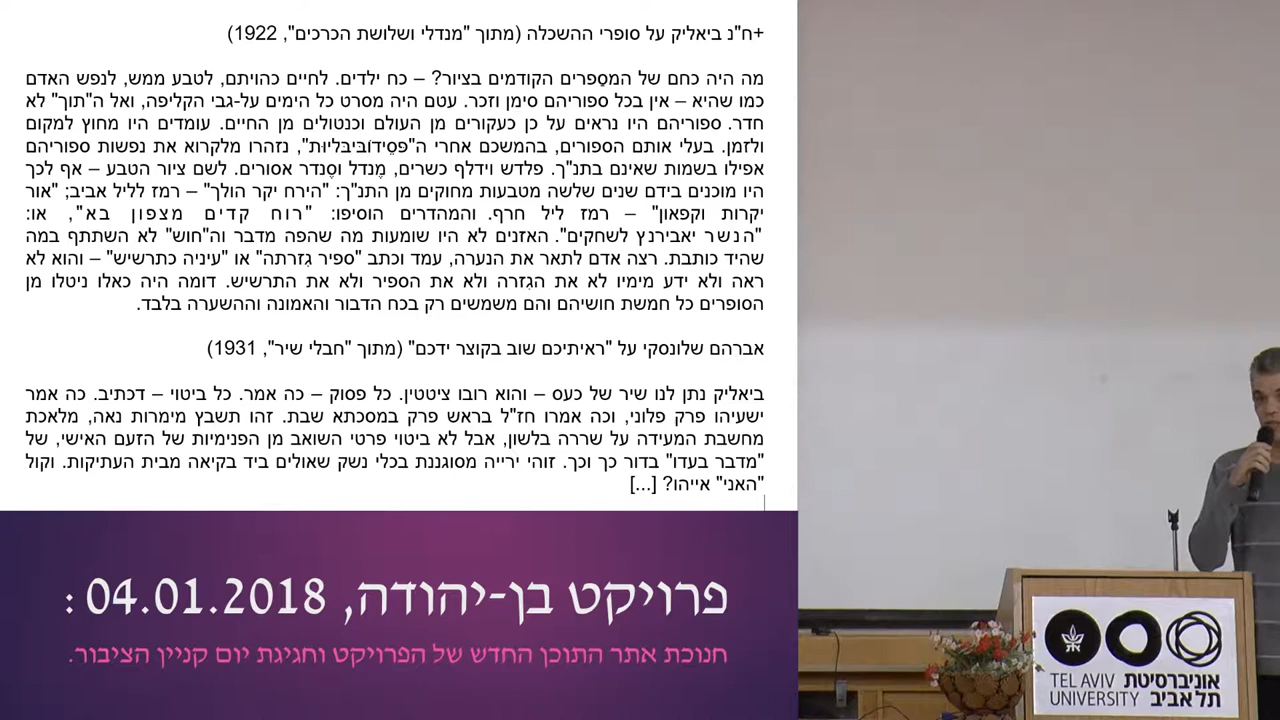 +ח"נ ביאליק על סופרי ההשכלה (מתוך "מנדלי ושלושת הכרכים", 1922)
מה היה כחם של המסַפרים הקודמים בציור? – כח ילדים. לחיים כהויתם, לטבע ממש, לנפש האדם
כמו שהיא – אין בכל ספוריהם סימן וזכר. עטם היה מסרט כל הימים על-גבי הקליפה, ואל ה"תוך" לא
חדר. ספוריהם היו נראים על כן כעקורים מן העולם וכנטולים מן החיים. עומדים היו מחוץ למקום
ולזמן. בעלי אותם הספורים, בהמשכם אחרי ה"פּסֵידוֹבּיבּליוּת", נזהרו מלקרוא את נפשות ספוריהם
אפילו בשמות שאינם בתנ"ך. פלדש וידלף כשרים, מֶנדל וסֶנדר אסורים. לשם ציור הטבע – אף לכך
היו מוכנים בידם שנים שלשה מטבעות מחוקים מן התנ"ך: "הירח יקר הולך" – רמז לליל אביב; "אור
יקרות וקפאון" – רמז ליל חרף. והמהדרים הוסיפו: "רוח קדים מצפון בא", או:
"הנשר יאבירנץ לשחקים". האזנים לא היו שומעות מה שהפה מדבר וה"חוש" לא השתתף במה
שהיד כותבת. רצה אדם לתאר את הנערה, עמד וכתב "ספיר גזרתה" או "עיניה כתרשיש" – והוא לא
ראה ולא ידע מימיו לא את הגִזרה ולא את הספיר ולא את התרשיש. דומה היה כאלו ניטלו מן
הסופרים כל חמשת חושיהם והם משמשים רק בכח הדבור והאמונה וההשערה בלבד.
אברהם שלונסקי על "ראיתיכם שוב בקוצר ידכם" (מתוך "חבלי שיר", 1931)
ביאליק נתן לנו שיר של כעס – והוא רובו ציטטין. כל פסוק – כה אמר. כל ביטוי – דכתיב. כה אמר
ישעיהו פרק פלוני, וכה אמרו חז"ל בראש פרק במסכתא שבת. זהו תשבץ מימרות נאה, מלאכת
מחשבת המעידה על שררה בלשון, אבל לא ביטוי פרטי השואב מן הפנימיות של הזעם האישי, של
"מדבר בעדו" בדור כך וכך. זוהי ירייה מסוגננת בכלי נשק שאולים ביד בקיאה מבית העתיקות. וקול
"האני" אייהו? [...]
פרויקט בן-יהודה, 04.01.2018:
חנוכת אתר התוכן החדש של הפרויקט וחגיגת יום קניין הציבור.
TEL AVIV אוניברסיטת
UNIVERSITY תל אביב